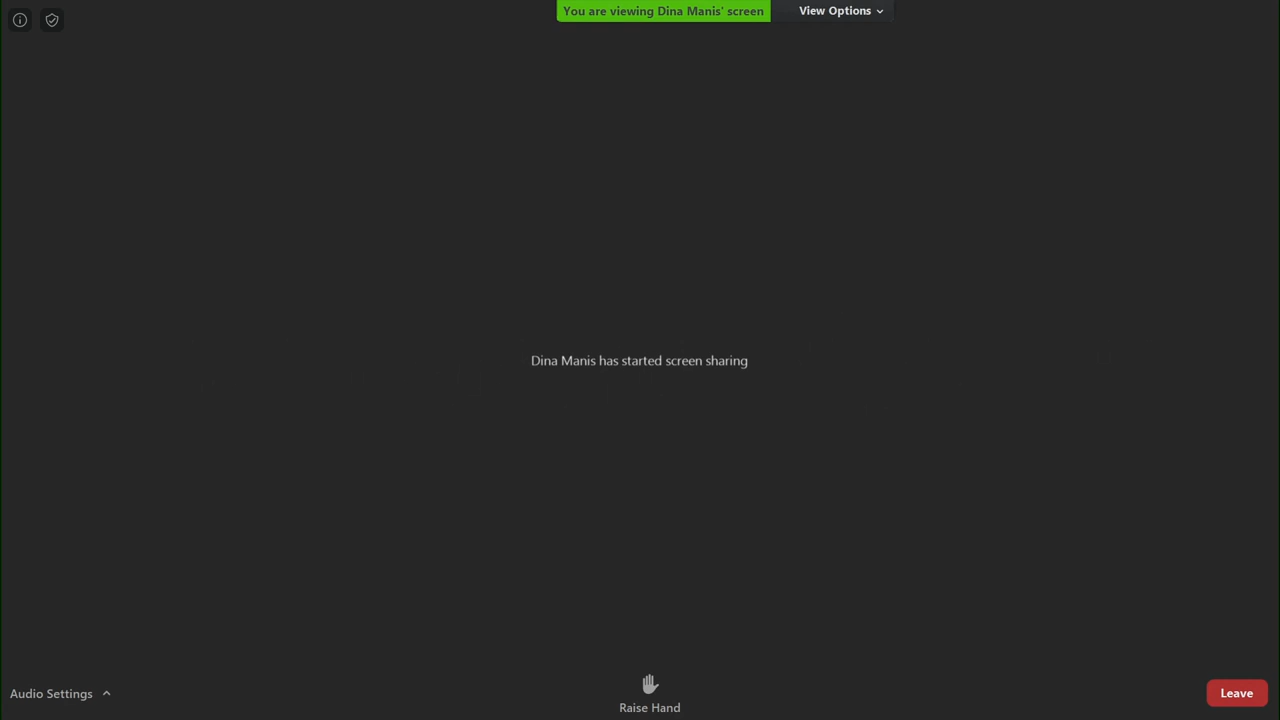 You are viewing Dina Manis' screen
View Options
Dina Manis has started screen sharing
Audio Settings
Raise Hand
Leave